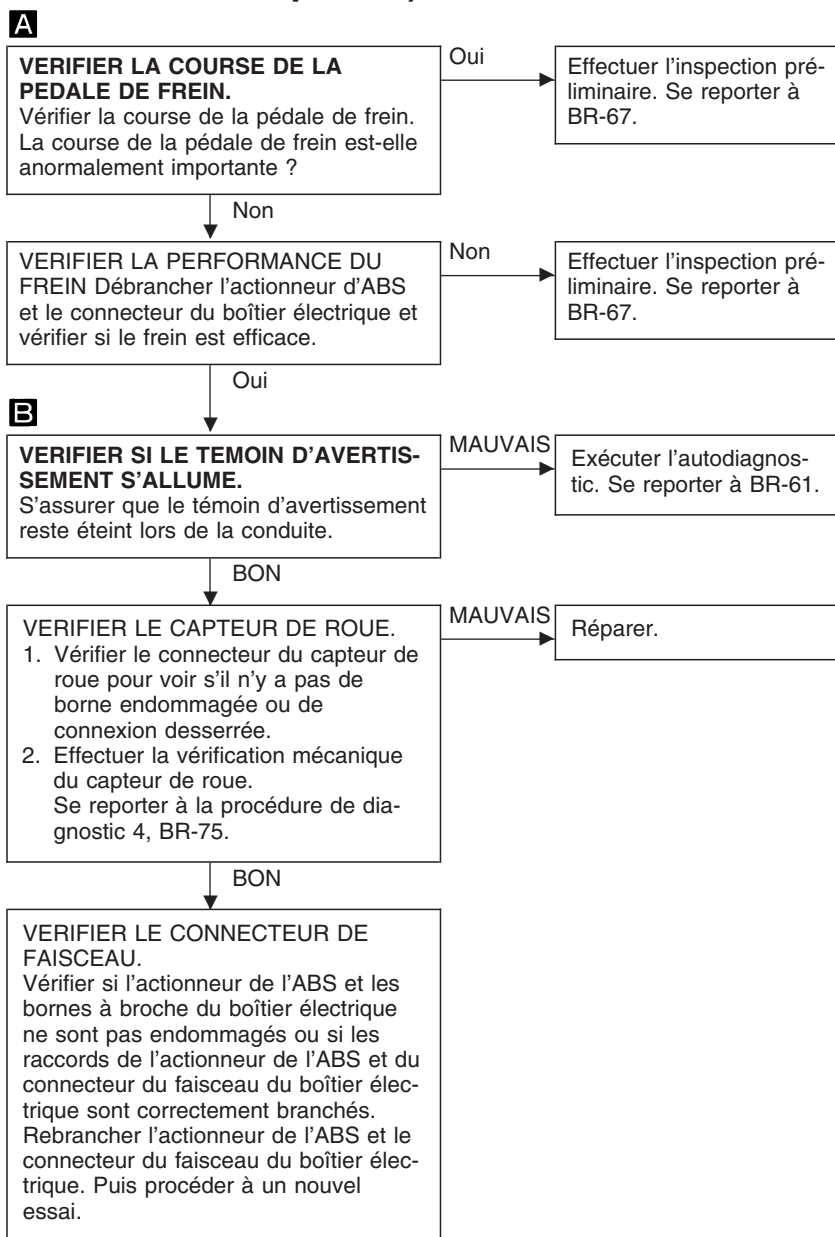 A
VERIFIER LA COURSE DE LA
PEDALE DE FREIN.
Vérifier la course de la pédale de frein.
La course de la pédale de frein est-elle
anormalement importante ?
Oui
Effectuer l'inspection pré-
liminaire. Se reporter à
BR-67.
Non
VERIFIER LA PERFORMANCE DU
FREIN Débrancher l'actionneur d'ABS
et le connecteur du boîtier électrique et
vérifier si le frein est efficace.
Non
Effectuer l'inspection pré-
liminaire. Se reporter à
BR-67.
Oui
B
VERIFIER SI LE TEMOIN D'AVERTIS-
SEMENT S'ALLUME.
S'assurer que le témoin d'avertissement
reste éteint lors de la conduite.
MAUVAIS
Exécuter l'autodiagnos-
tic. Se reporter à BR-61.
BON
VERIFIER LE CAPTEUR DE ROUE.
1. Vérifier le connecteur du capteur de
roue pour voir s'il n'y a pas de
borne endommagée ou de
connexion desserrée.
2. Effectuer la vérification mécanique
du capteur de roue.
Se reporter à la procédure de dia-
gnostic 4, BR-75.
MAUVAIS
Réparer.
BON
VERIFIER LE CONNECTEUR DE
FAISCEAU.
Vérifier si l'actionneur de l'ABS et les
bornes à broche du boîtier électrique
ne sont pas endommagés ou si les
raccords de l'actionneur de l'ABS et du
connecteur du faisceau du boîtier élec-
trique sont correctement branchés.
Rebrancher l'actionneur de l'ABS et le
connecteur du faisceau du boîtier élec-
trique. Puis procéder à un nouvel
essai.